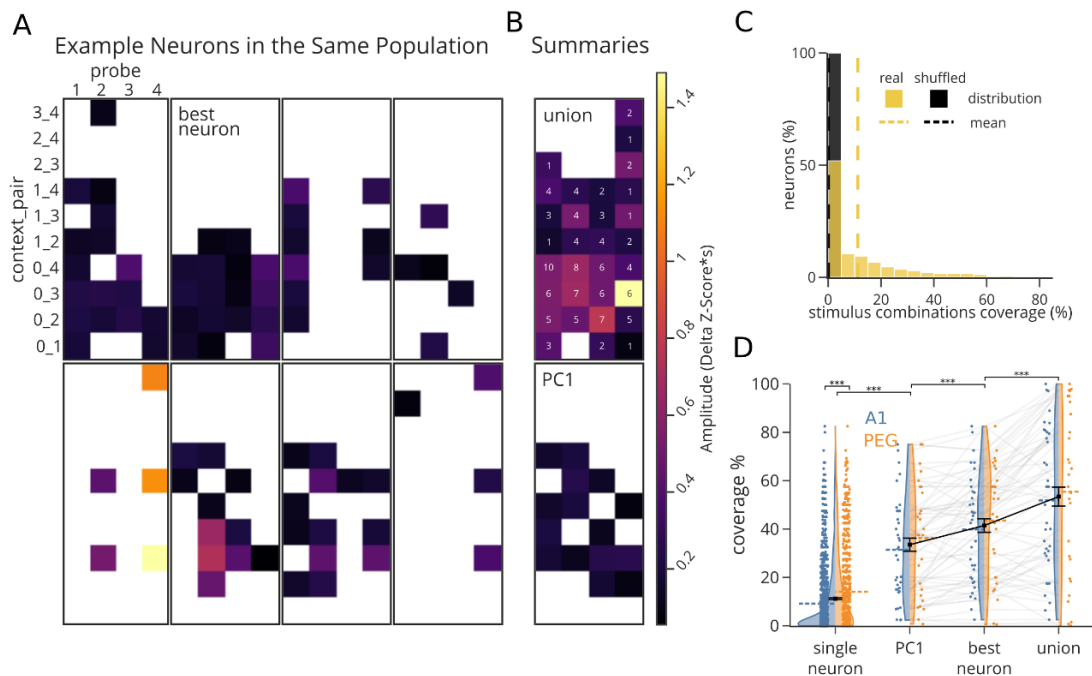 A
Example Neurons in the Same Population
probe
1 2 3 4
context_pair
3_4
2_4
2_3
1_4
1_3
1_2
0_4
0_3
0_2
0_1
best
neuron
B
Summaries
union
2
1
1 2
4 4 2 1
3 4 3 1
1 4 4 2
10 8 6 4
6 7 6 6
5 5 7 5
3 2 1
PC1
1.4
1.2
1
0.8
0.6
0.4
0.2
Amplitude (Delta Z-Score*s)
C
100
50
0
neurons (%)
real shuffled
distribution
mean
0 20 40 60 80
stimulus combinations coverage (%)
D
100
80
60
40
20
0
coverage %
*** *** *** ***
A1
PEG
single
neuron
PC1
best
neuron
union